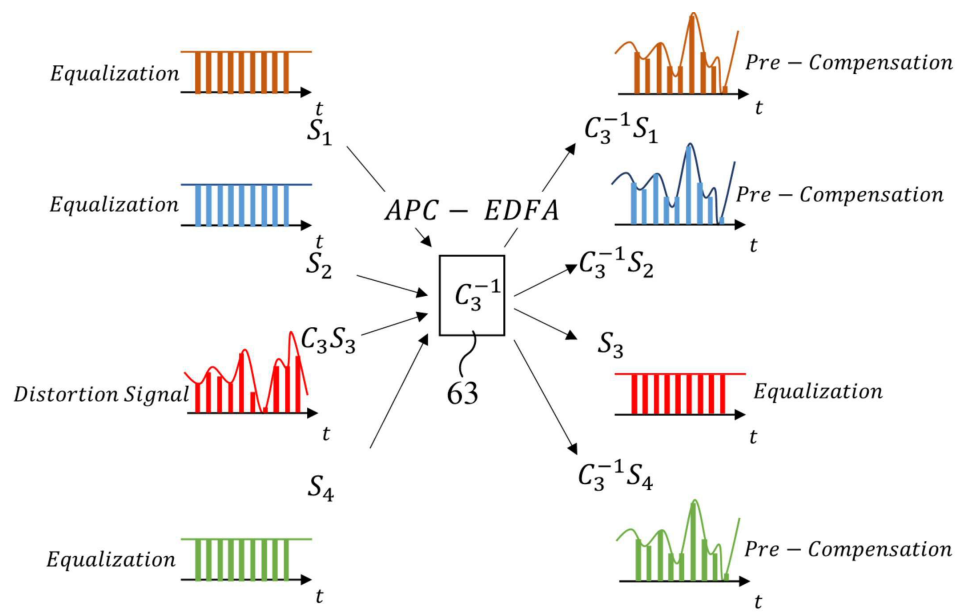 Equalization
t
S₁
Pre − Compensation
t
C₃⁻¹S₁
Equalization
t
S₂
APC − EDFA
Pre − Compensation
t
C₃⁻¹S₂
C₃⁻¹
63
Distortion Signal
C₃S₃
t
S₃
Equalization
t
S₄
C₃⁻¹S₄
Equalization
t
Pre − Compensation
t